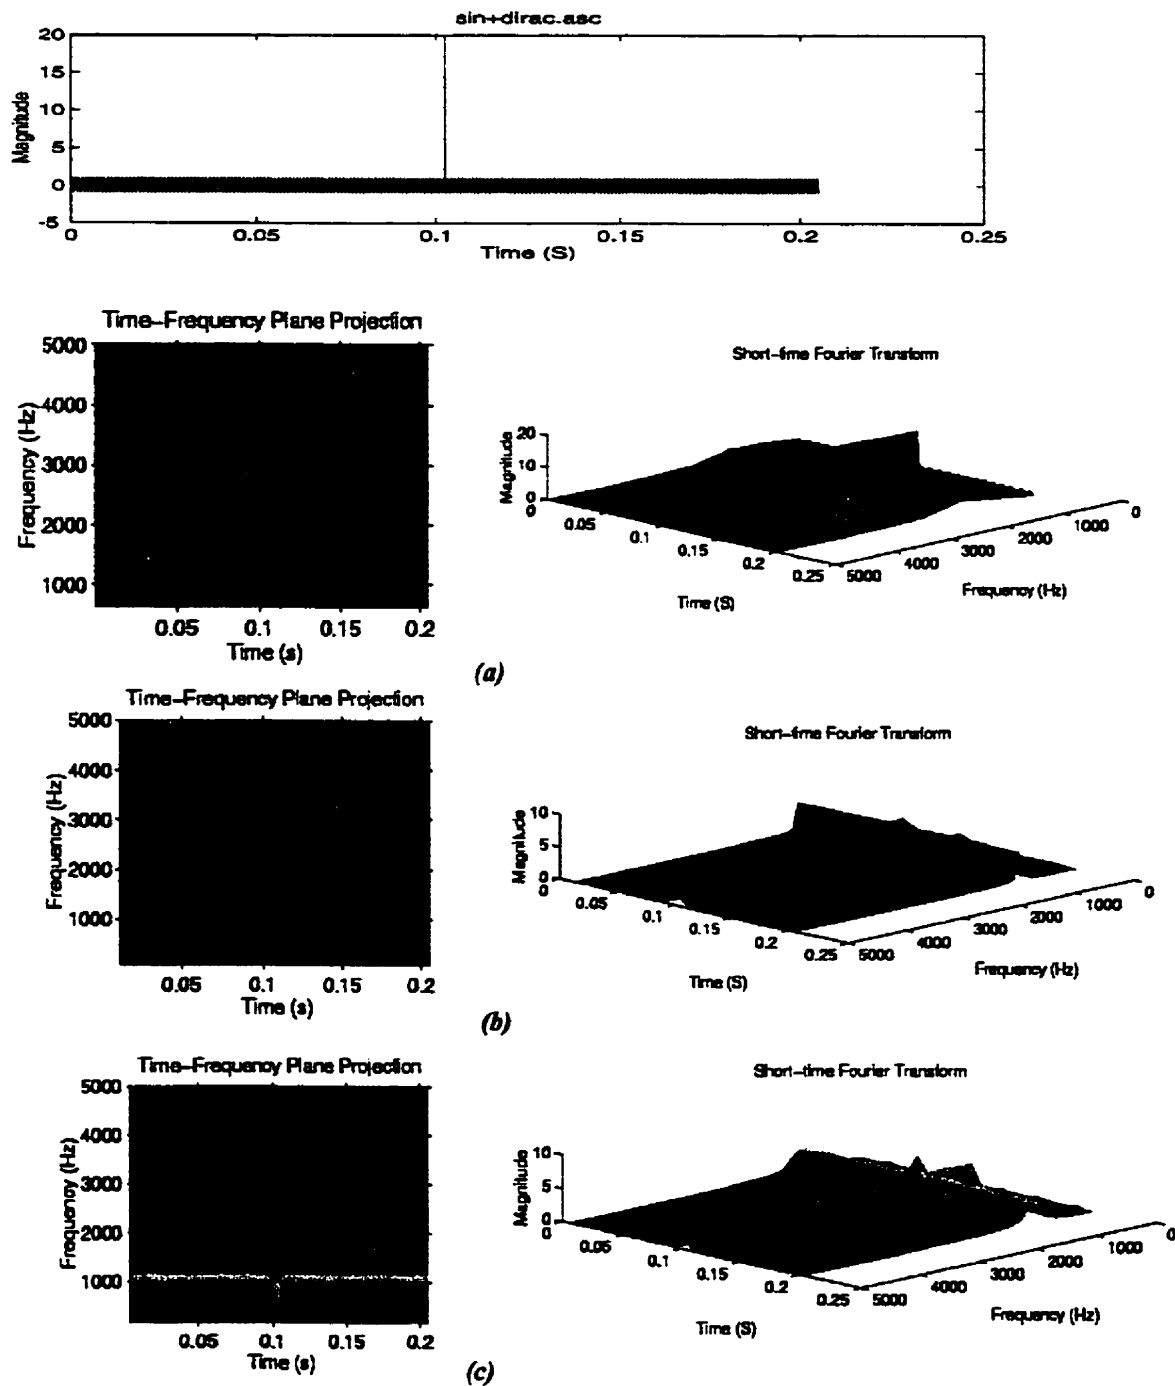 sin+dirac.asc
20
15
10
5
0
-5
Magnitude
0 0.05 0.1 0.15 0.2 0.25
Time (S)
Time-Frequency Plane Projection
5000
4000
3000
2000
1000
Frequency (Hz)
0.05 0.1 0.15 0.2
Time (s)
Short-time Fourier Transform
20
10
0
Magnitude
0 0.05 0.1 0.15 0.2 0.25
Time (S)
5000 4000 3000 2000 1000 0
Frequency (Hz)
(a)
Time-Frequency Plane Projection
5000
4000
3000
2000
1000
Frequency (Hz)
0.05 0.1 0.15 0.2
Time (s)
Short-time Fourier Transform
10
5
0
Magnitude
0 0.05 0.1 0.15 0.2 0.25
Time (S)
5000 4000 3000 2000 1000 0
Frequency (Hz)
(b)
Time-Frequency Plane Projection
5000
4000
3000
2000
1000
Frequency (Hz)
0.05 0.1 0.15 0.2
Time (s)
Short-time Fourier Transform
10
5
0
Magnitude
0 0.05 0.1 0.15 0.2 0.25
Time (S)
5000 4000 3000 2000 1000 0
Frequency (Hz)
(c)